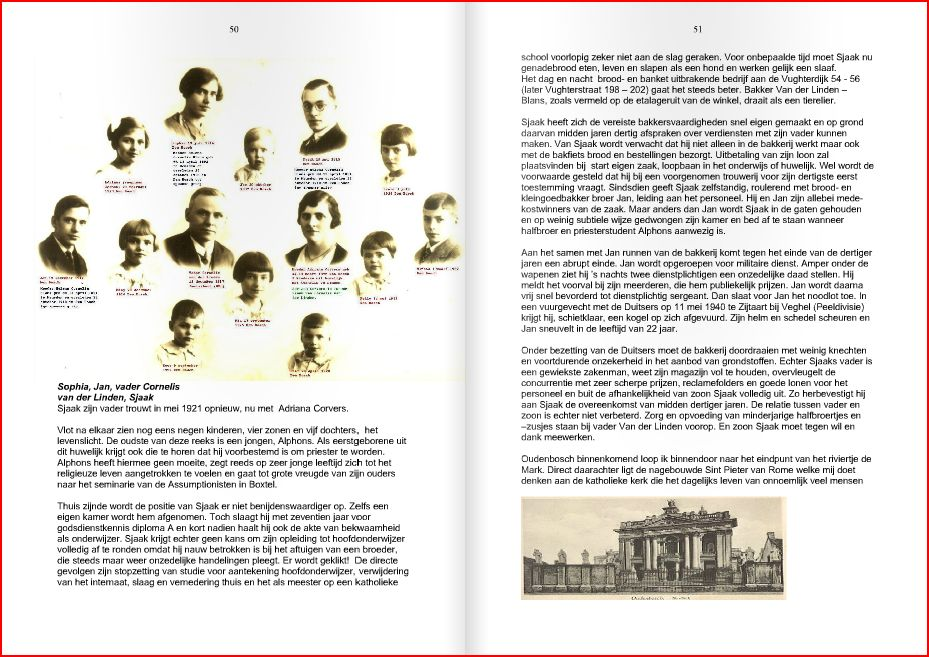 50
Sophia, Jan, vader Cornelis
van der Linden, Sjaak
Sjaak zijn vader trouwt in mei 1921 opnieuw, nu met Adriana Corvers.
Vlot na elkaar zien nog eens negen kinderen, vier zonen en vijf dochters, het
levenslicht. De oudste van deze reeks is een jongen, Alphons. Als eerstgeborene uit
dit huwelijk krijgt ook die te horen dat hij voorbestemd is om priester te worden.
Alphons heeft hiermee geen moeite, zegt reeds op zeer jonge leeftijd zich tot het
religieuze leven aangetrokken te voelen en gaat tot grote vreugde van zijn ouders
naar het seminarie van de Assumptionisten in Boxtel.
Thuis zijnde wordt de positie van Sjaak er niet benijdenswaardiger op. Zelfs een
eigen kamer wordt hem afgenomen. Toch slaagt hij met zeventien jaar voor
godsdienstkennis diploma A en kort nadien haalt hij ook de akte van bekwaamheid
als onderwijzer. Sjaak krijgt echter geen kans om zijn opleiding tot hoofdonderwijzer
volledig af te ronden omdat hij nauw betrokken is bij het aftuigen van een broeder,
die steeds maar weer onzedelijke handelingen pleegt. Er wordt geklikt! De directe
gevolgen zijn stopzetting van studie voor aantekening hoofdonderwijzer, verwijdering
van het internaat, slaag en vernedering thuis en het als meester op een katholieke
51
school voorlopig zeker niet aan de slag geraken. Voor onbepaalde tijd moet Sjaak nu
genadebrood eten, leven en slapen als een hond en werken gelijk een slaaf.
Het dag en nacht brood- en banket uitbrakende bedrijf aan de Vughterdijk 54 - 56
(later Vughterstraat 198 – 202) gaat het steeds beter. Bakker Van der Linden –
Blans, zoals vermeld op de etalageruit van de winkel, draait als een tierelier.
Sjaak heeft zich de vereiste bakkersvaardigheden snel eigen gemaakt en op grond
daarvan midden jaren dertig afspraken over verdiensten met zijn vader kunnen
maken. Van Sjaak wordt verwacht dat hij niet alleen in de bakkerij werkt maar ook
met de bakfiets brood en bestellingen bezorgt. Uitbetaling van zijn loon zal
plaatsvinden bij start eigen zaak, loopbaan in het onderwijs of huwelijk. Wel wordt de
voorwaarde gesteld dat hij bij een voorgenomen trouwerij voor zijn dertigste eerst
toestemming vraagt. Sindsdien geeft Sjaak zelfstandig, roulerend met brood- en
kleingoedbakker broer Jan, leiding aan het personeel. Hij en Jan zijn allebei mede-
kostwinners van de zaak. Maar anders dan Jan wordt Sjaak in de gaten gehouden
en op weinig subtiele wijze gedwongen zijn kamer en bed af te staan wanneer
halfbroer en priesterstudent Alphons aanwezig is.
Aan het samen met Jan runnen van de bakkerij komt tegen het einde van de dertiger
jaren een abrupt einde. Jan wordt opgeroepen voor militaire dienst. Amper onder de
wapenen ziet hij 's nachts twee dienstplichtigen een onzedelijke daad stellen. Hij
meldt het voorval bij zijn meerderen, die hem publiekelijk prijzen. Jan wordt daarna
vrij snel bevorderd tot dienstplichtig sergeant. Dan slaat voor Jan het noodlot toe. In
een vuurgevecht met de Duitsers op 11 mei 1940 te Zijtaart bij Veghel (Peeldivisie)
krijgt hij, schietklaar, een kogel op zich afgevuurd. Zijn helm en schedel scheuren en
Jan sneuvelt in de leeftijd van 22 jaar.
Onder bezetting van de Duitsers moet de bakkerij doordraaien met weinig knechten
en voortdurende onzekerheid in het aanbod van grondstoffen. Echter Sjaaks vader is
een gewiekste zakenman, weet zijn magazijn vol te houden, overvleugelt de
concurrentie met zeer scherpe prijzen, reclamefolders en goede lonen voor het
personeel en buit de afhankelijkheid van zoon Sjaak volledig uit. Zo herbevestigt hij
aan Sjaak de overeenkomst van midden dertiger jaren. De relatie tussen vader en
zoon is echter niet verbeterd. Zorg en opvoeding van minderjarige halfbroertjes en
–zusjes staan bij vader Van der Linden voorop. En zoon Sjaak moet tegen wil en
dank meewerken.
Oudenbosch binnenkomend loop ik binnendoor naar het eindpunt van het riviertje de
Mark. Direct daarachter ligt de nagebouwde Sint Pieter van Rome welke mij doet
denken aan de katholieke kerk die het dagelijks leven van onnoemlijk veel mensen